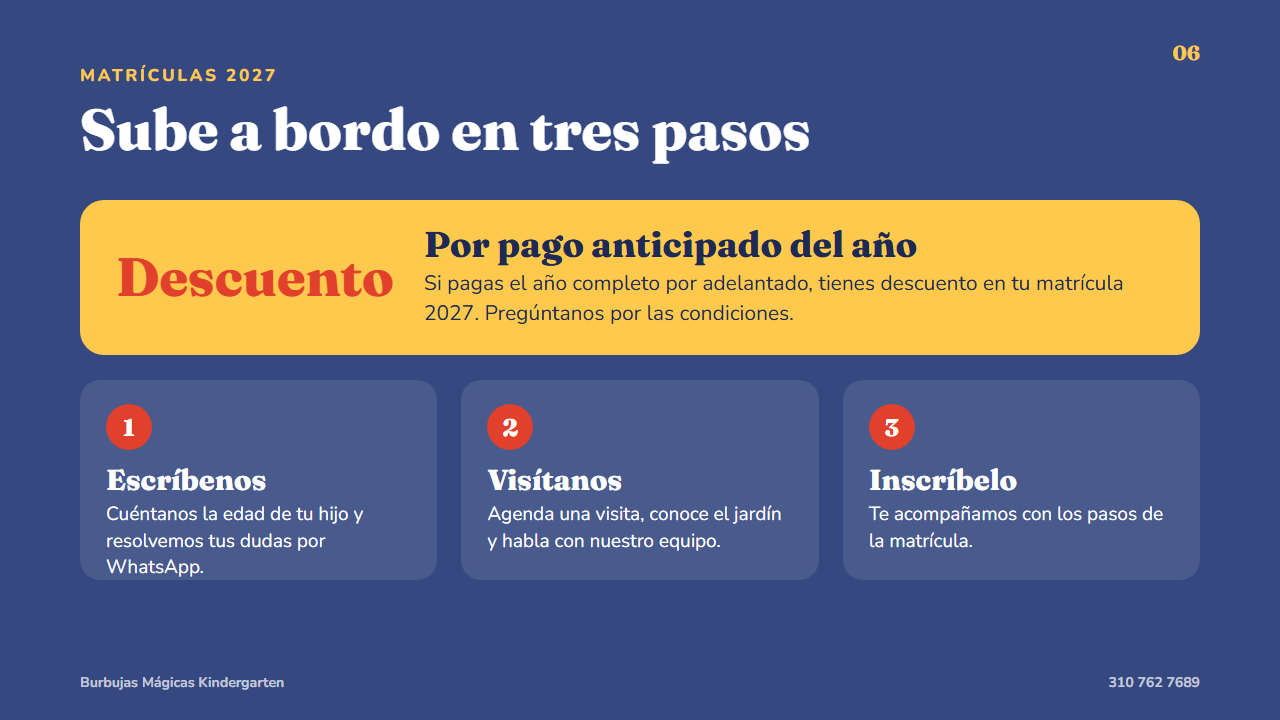 06
MATRÍCULAS 2027
Sube a bordo en tres pasos
Descuento
Por pago anticipado del año
Si pagas el año completo por adelantado, tienes descuento en tu matrícula
2027. Pregúntanos por las condiciones.
1
Escríbenos
Cuéntanos la edad de tu hijo y
resolvemos tus dudas por
WhatsApp.
2
Visítanos
Agenda una visita, conoce el jardín
y habla con nuestro equipo.
3
Inscríbelo
Te acompañamos con los pasos de
la matrícula.
Burbujas Mágicas Kindergarten
310 762 7689